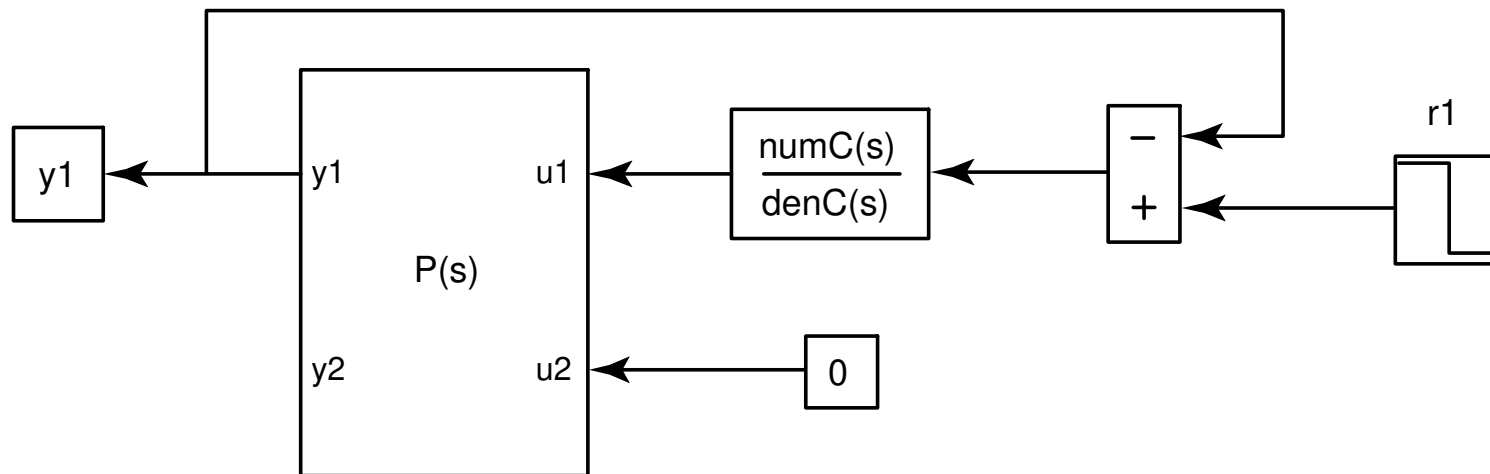 r1
y1
y1
u1
numC(s)
denC(s)
−
+
P(s)
y2
u2
0